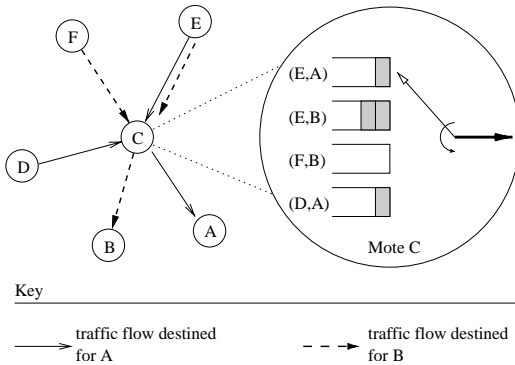 E
F
C
D
A
B
(E,A)
(E,B)
(F,B)
(D,A)
Mote C
Key
traffic flow destined
for A
traffic flow destined
for B